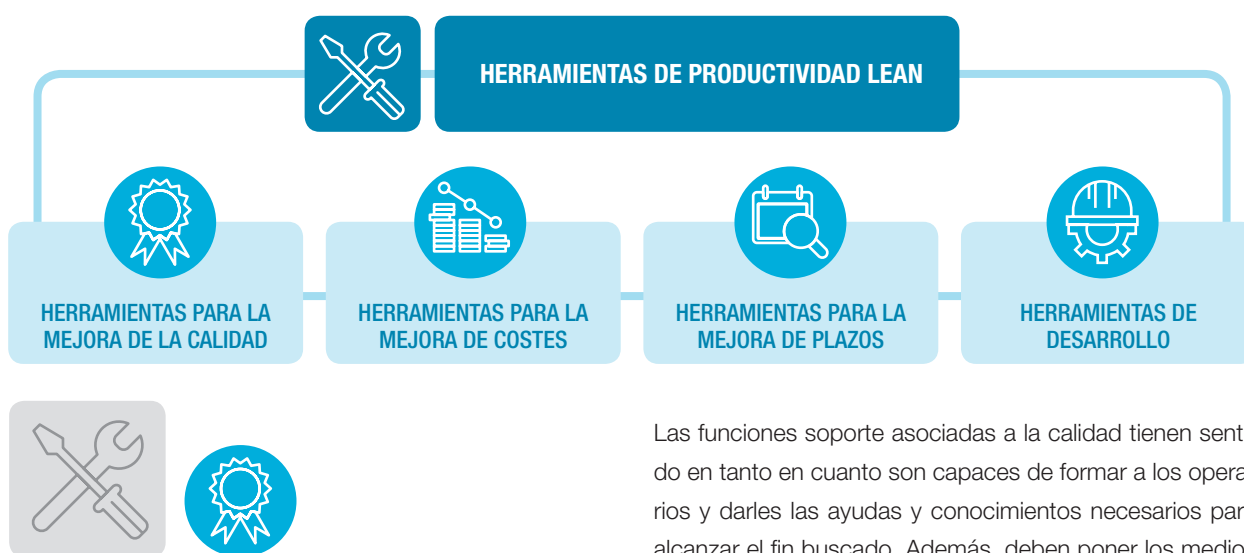 HERRAMIENTAS DE PRODUCTIVIDAD LEAN
HERRAMIENTAS PARA LA
MEJORA DE LA CALIDAD
HERRAMIENTAS PARA LA
MEJORA DE COSTES
HERRAMIENTAS PARA LA
MEJORA DE PLAZOS
HERRAMIENTAS DE
DESARROLLO
Las funciones soporte asociadas a la calidad tienen sent
do en tanto en cuanto son capaces de formar a los opera
rios y darles las ayudas y conocimientos necesarios par
alcanzar el fin buscado. Además, deben poner los medio